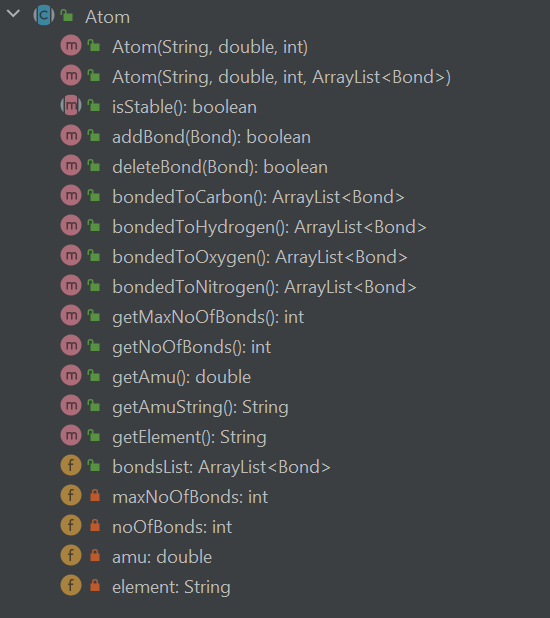 Atom
Atom(String, double, int)
Atom(String, double, int, ArrayList<Bond>)
isStable(): boolean
addBond(Bond): boolean
deleteBond(Bond): boolean
bondedToCarbon(): ArrayList<Bond>
bondedToHydrogen(): ArrayList<Bond>
bondedToOxygen(): ArrayList<Bond>
bondedToNitrogen(): ArrayList<Bond>
getMaxNoOfBonds(): int
getNoOfBonds(): int
getAmu(): double
getAmuString(): String
getElement(): String
bondsList: ArrayList<Bond>
maxNoOfBonds: int
noOfBonds: int
amu: double
element: String